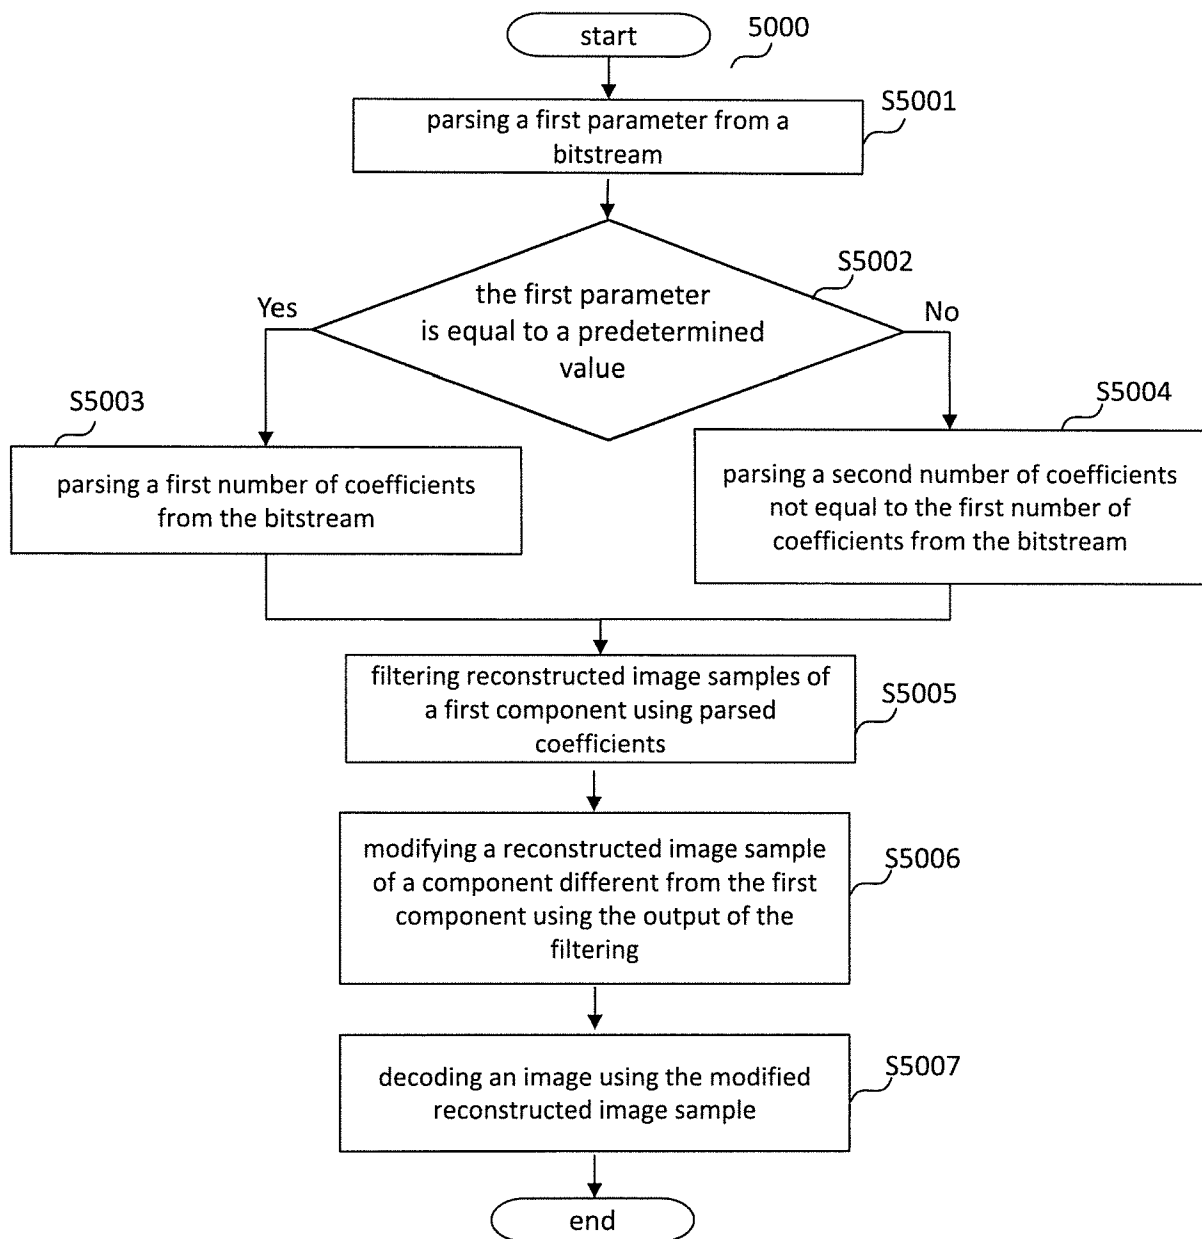 start
5000
S5001
parsing a first parameter from a
bitstream
S5002
the first parameter
is equal to a predetermined
value
Yes
No
S5003
S5004
parsing a first number of coefficients
from the bitstream
parsing a second number of coefficients
not equal to the first number of
coefficients from the bitstream
filtering reconstructed image samples of
a first component using parsed
coefficients
S5005
modifying a reconstructed image sample
of a component different from the first
component using the output of the
filtering
S5006
decoding an image using the modified
reconstructed image sample
S5007
end